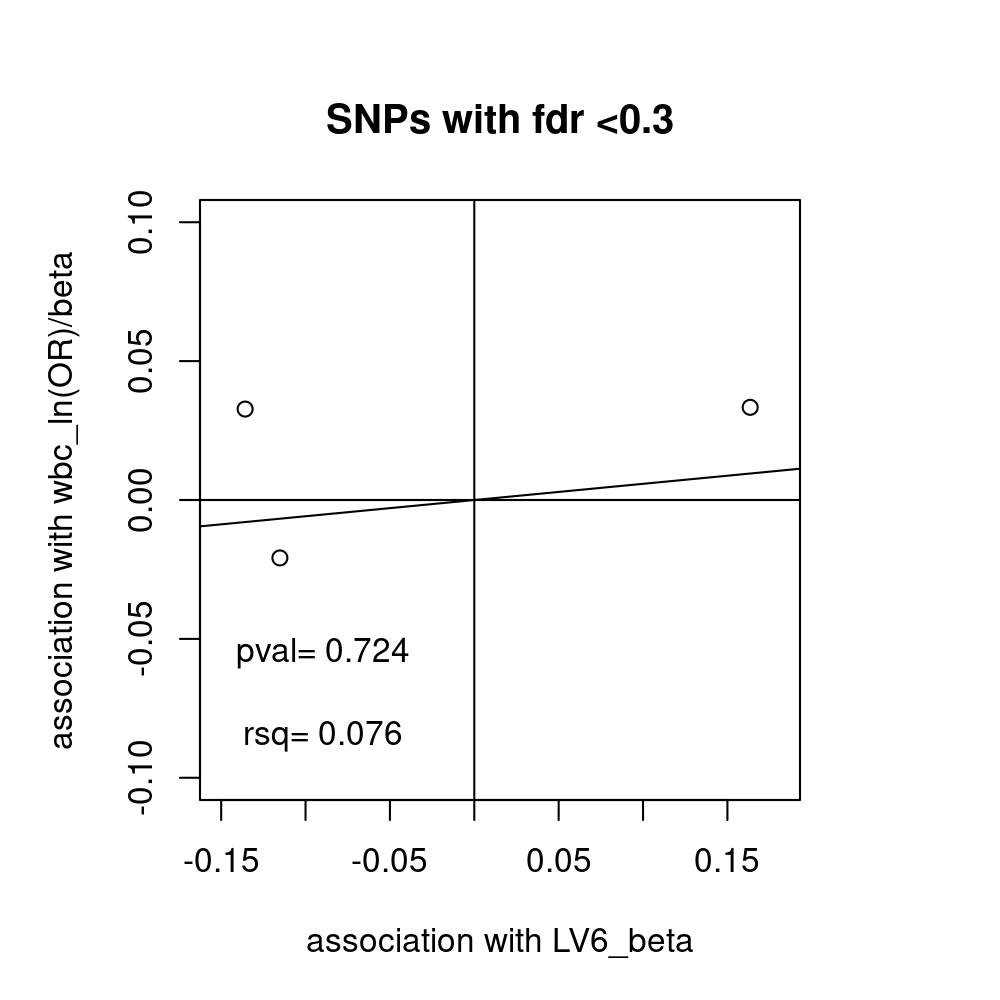 SNPs with fdr <0.3
association with wbc_ln(OR)/beta
0.10
0.05
0.00
-0.05
-0.10
pval= 0.724
rsq= 0.076
-0.15 -0.05 0.05 0.15
association with LV6_beta